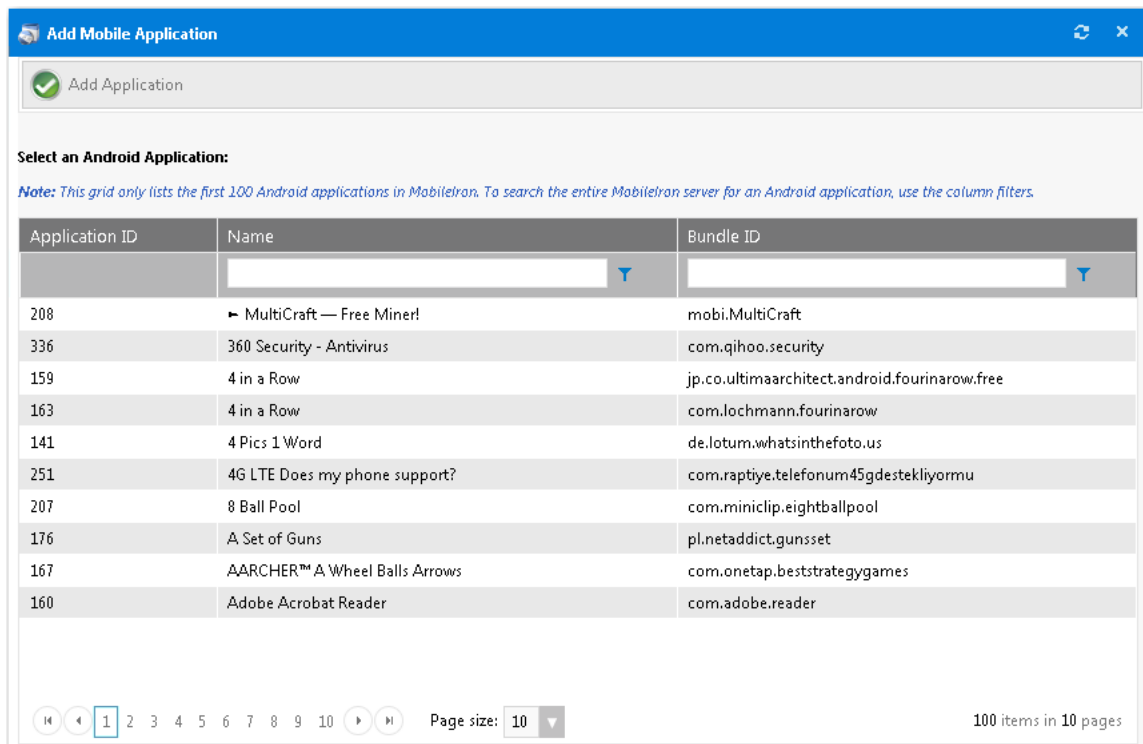 Add Mobile Application
Add Application
Select an Android Application:
Note: This grid only lists the first 100 Android applications in MobileIron. To search the entire MobileIron server for an Android application, use the column filters.
Application ID Name Bundle ID
208 ► MultiCraft — Free Miner! mobi.MultiCraft
336 360 Security - Antivirus com.qihoo.security
159 4 in a Row jp.co.ultimaarchitect.android.fourinarow.free
163 4 in a Row com.lochmann.fourinarow
141 4 Pics 1 Word de.lotum.whatsinthefoto.us
251 4G LTE Does my phone support? com.raptiye.telefonum45gdestekliyormu
207 8 Ball Pool com.miniclip.eightballpool
176 A Set of Guns pl.netaddict.gunsset
167 AARCHER™ A Wheel Balls Arrows com.onetap.beststrategygames
160 Adobe Acrobat Reader com.adobe.reader
1 2 3 4 5 6 7 8 9 10 Page size: 10 100 items in 10 pages